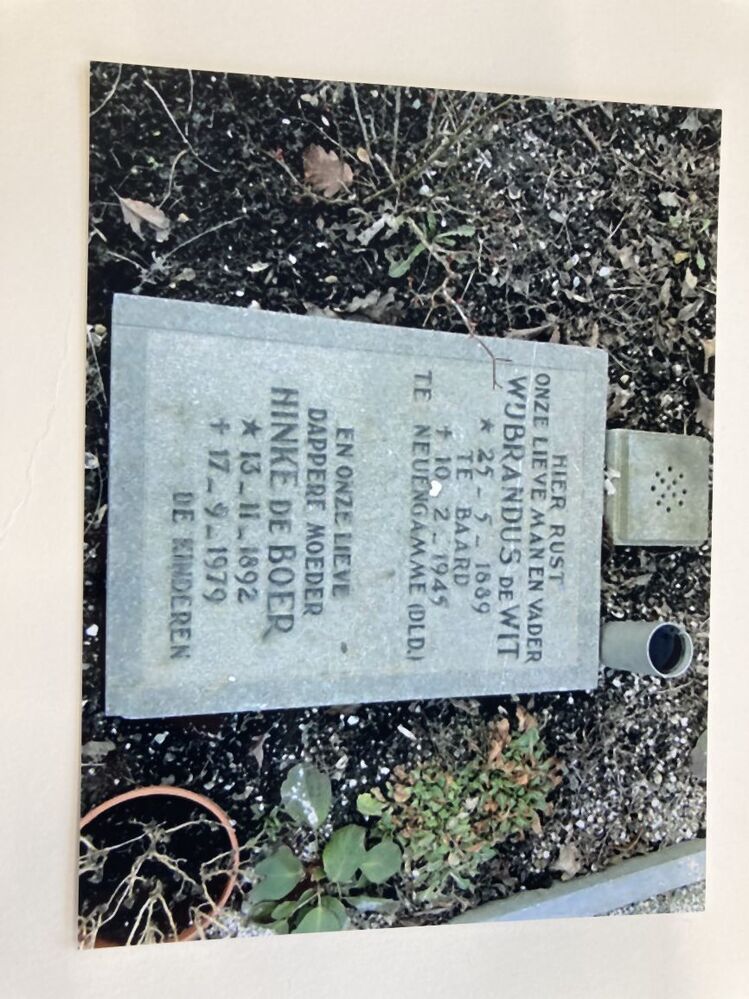 HIER RUST
ONZE LIEVE MAN EN VADER
WIJBRANDUS DE WIT
★ 25-5-1889
TE BAARD
✝ 10-2-1945
TE NEUENGAMME (DLD.)
EN ONZE LIEVE
DAPPERE MOEDER
HINKE DE BOER
★ 13-11-1892
✝ 17-9-1979
DE KINDEREN